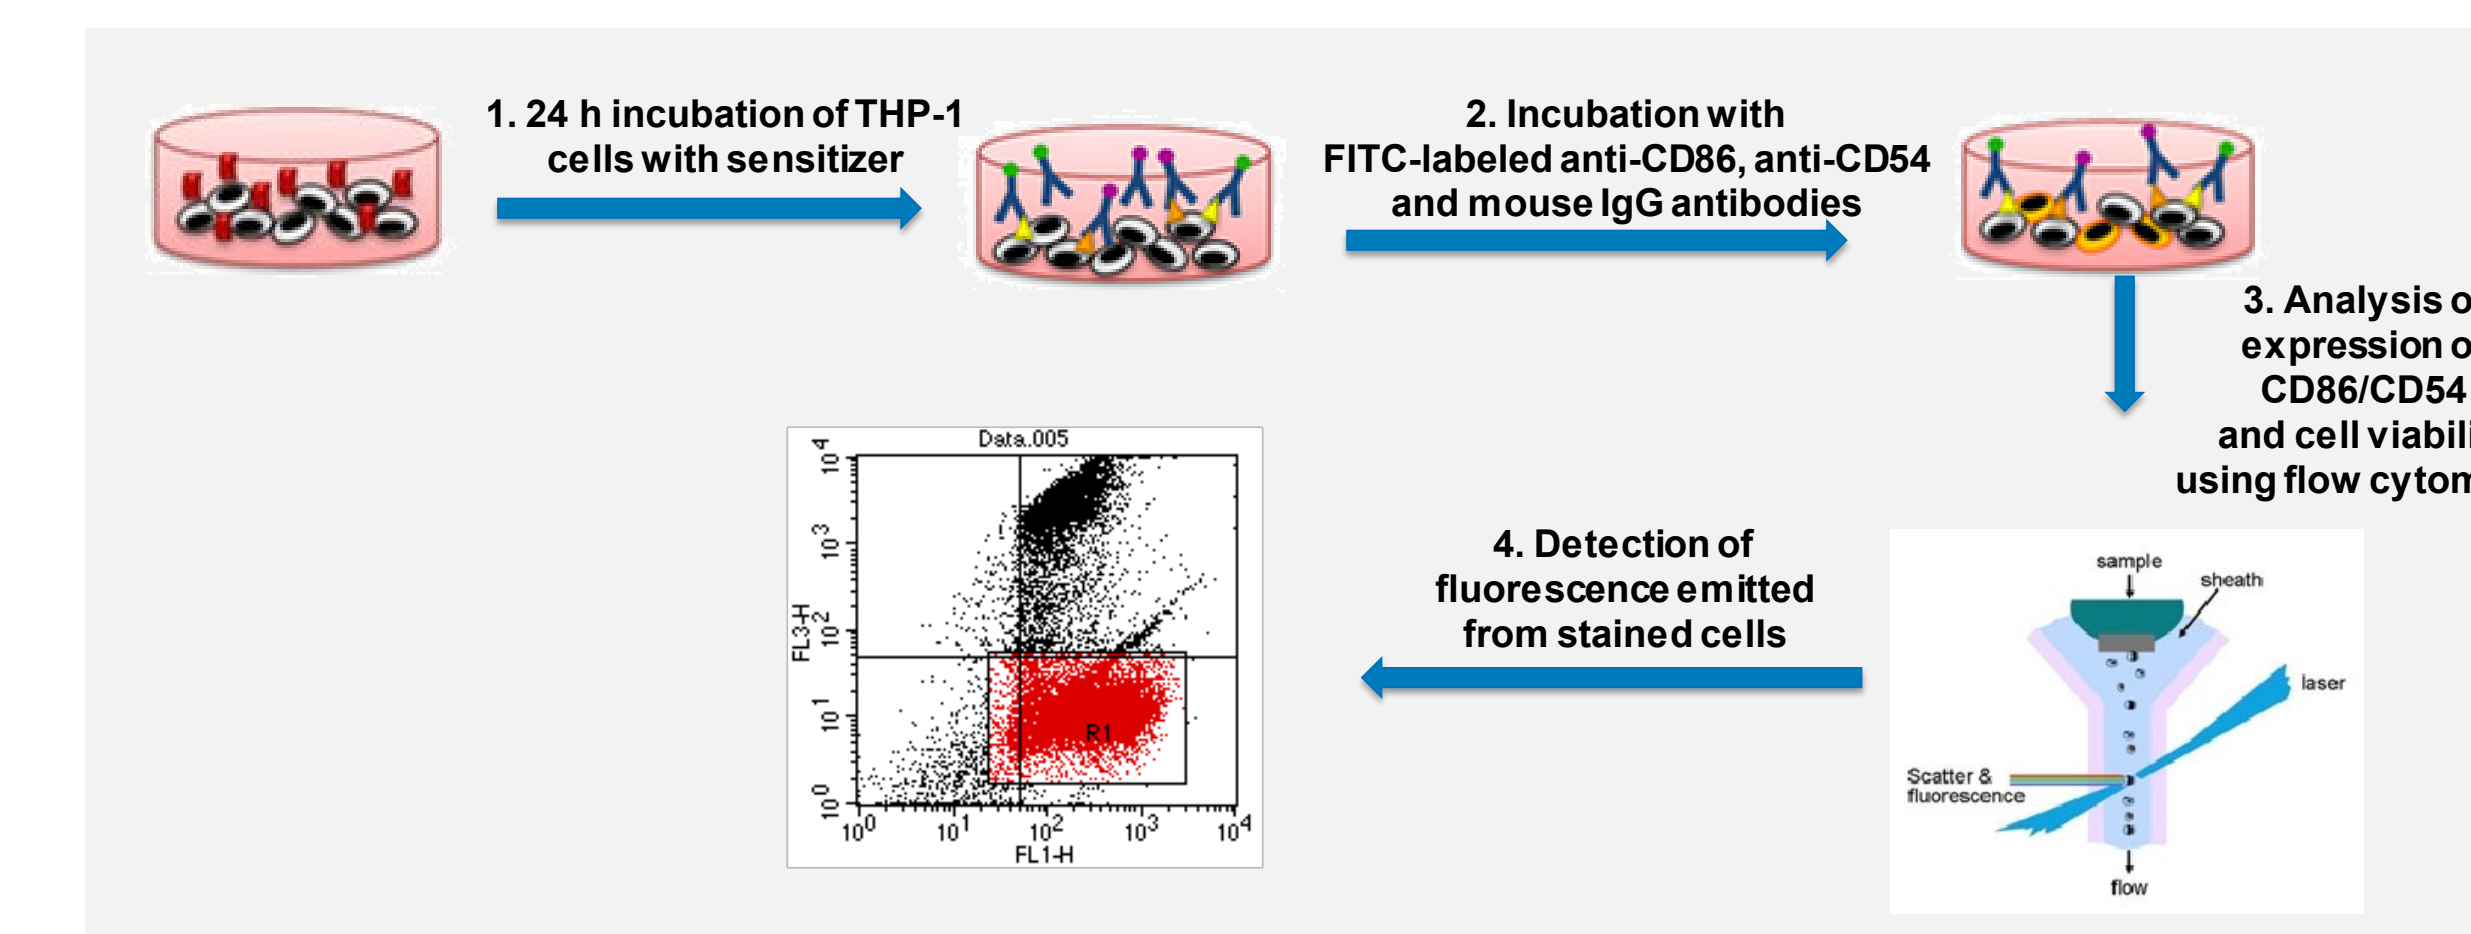 1. 24 h incubation of THP-1
cells with sensitizer
2. Incubation with
FITC-labeled anti-CD86, anti-CD54
and mouse IgG antibodies
3. Analysis o
expression o
CD86/CD54
and cell viabili
using flow cytom
4. Detection of
fluorescence emitted
from stained cells
Data.005
10^4
10^3
10^2
10^1
10^0
FL3-H
R1
10^0 10^1 10^2 10^3 10^4
FL1-H
sample
sheath
laser
Scatter &
fluorescence
flow